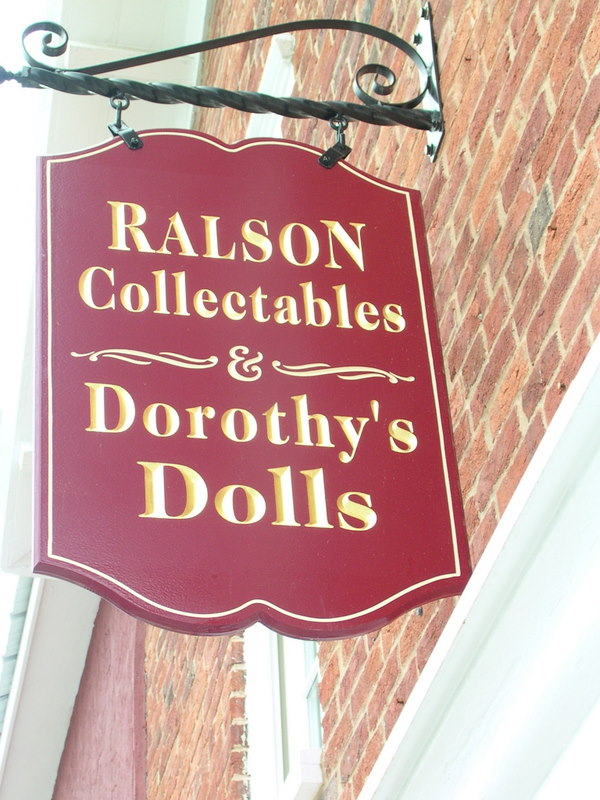 RALSON
Collectables
&
Dorothy's
Dolls